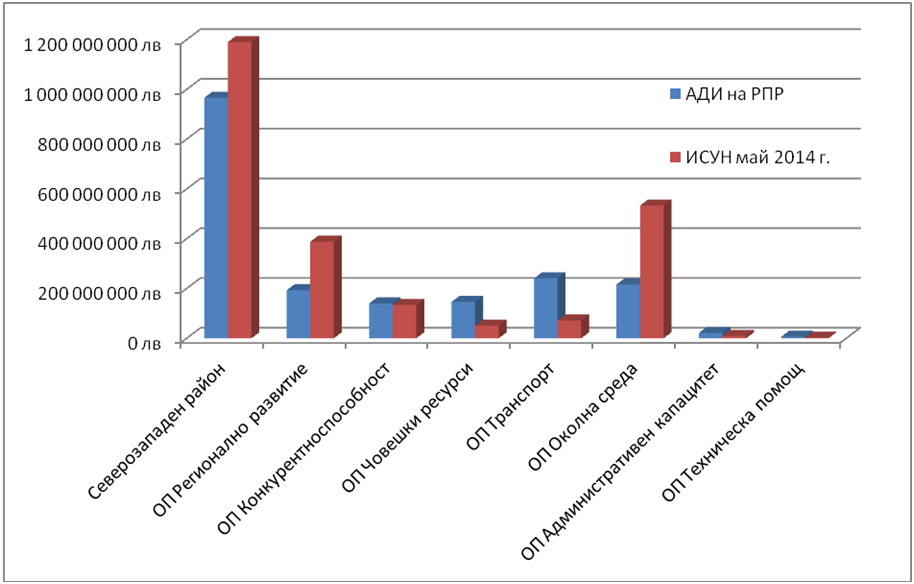 1 200 000 000 лв
1 000 000 000 лв
800 000 000 лв
600 000 000 лв
400 000 000 лв
200 000 000 лв
0 лв
АДИ на РПР
ИСУН май 2014 г.
Северозападен район
ОП Регионално развитие
ОП Конкурентноспособност
ОП Човешки ресурси
ОП Транспорт
ОП Околна среда
ОП Административен капацитет
ОП Техническа помощ